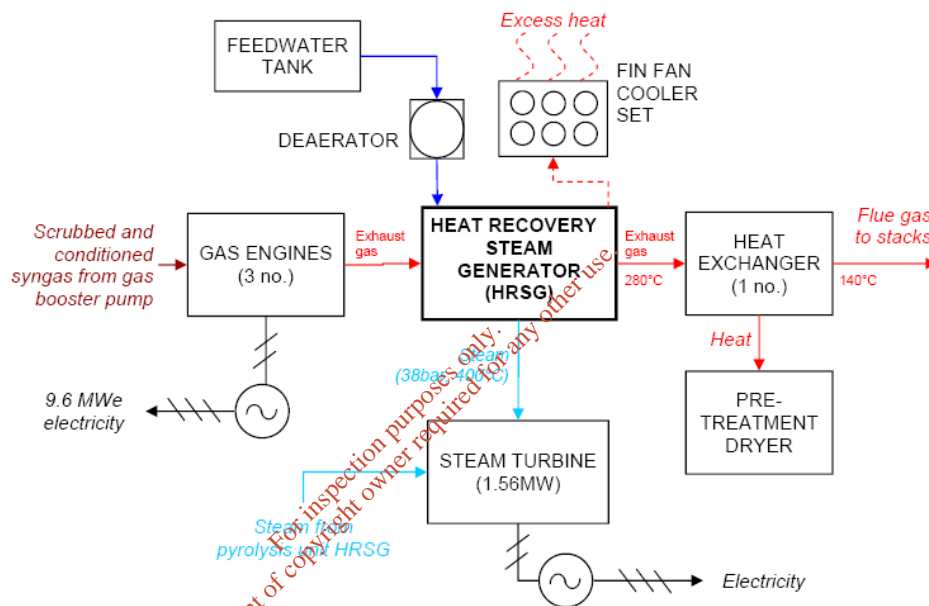 Excess heat
FEEDWATER
TANK
FIN FAN
COOLER
SET
DEAERATOR
Scrubbed and
conditioned
syngas from gas
booster pump
GAS ENGINES
(3 no.)
Exhaust
gas
HEAT RECOVERY
STEAM
GENERATOR
(HRSG)
Exhaust
gas
280°C
HEAT
EXCHANGER
(1 no.)
Flue gas
to stacks
140°C
Heat
Steam
(38bar, 400°C)
9.6 MWe
electricity
PRE-
TREATMENT
DRYER
STEAM TURBINE
(1.56MW)
Steam from
pyrolysis unit HRSG
Electricity
For inspection purposes only.
nt of copyright owner required for any other use.